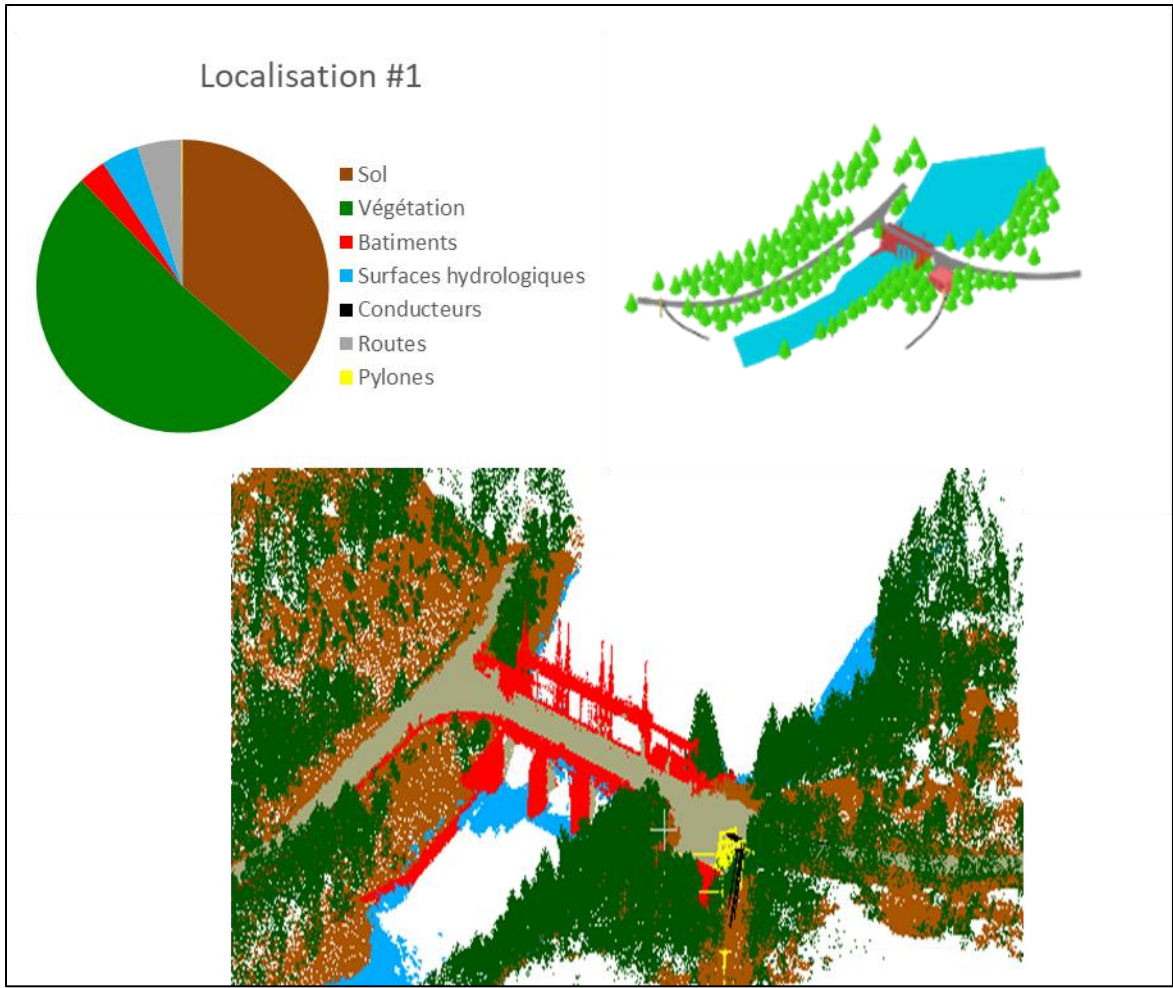 Localisation #1
Sol
Végétation
Batiments
Surfaces hydrologiques
Conducteurs
Routes
Pylones